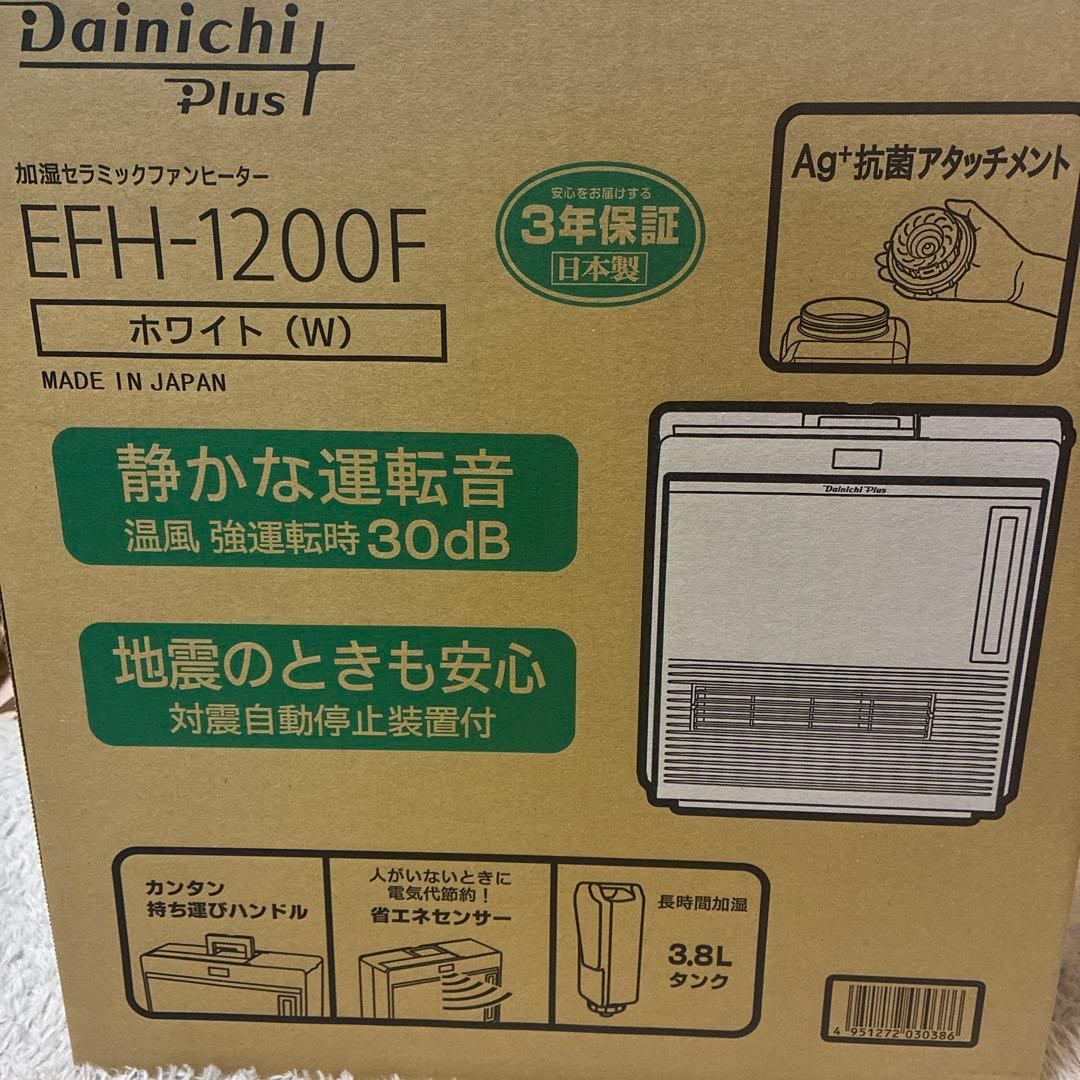 Dainichi
Plus
加湿セラミックファンヒーター
EFH-1200F
ホワイト（W）
MADE IN JAPAN
安心をお届けする
3年保証
日本製
Ag⁺抗菌アタッチメント
静かな運転音
温風 強運転時30dB
地震のときも安心
対震自動停止装置付
Dainichi Plus
カンタン
持ち運びハンドル
人がいないときに
電気代節約！
省エネセンサー
長時間加湿
3.8L
タンク
4 951272 030386